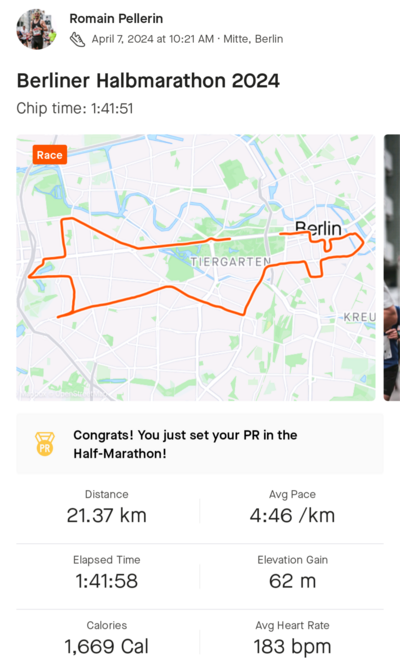 Romain Pellerin
April 7, 2024 at 10:21 AM · Mitte, Berlin
Berliner Halbmarathon 2024
Chip time: 1:41:51
Race
Berlin
TIERGARTEN
KREU
PR
Congrats! You just set your PR in the
Half-Marathon!
Distance
21.37 km
Avg Pace
4:46 /km
Elapsed Time
1:41:58
Elevation Gain
62 m
Calories
1,669 Cal
Avg Heart Rate
183 bpm